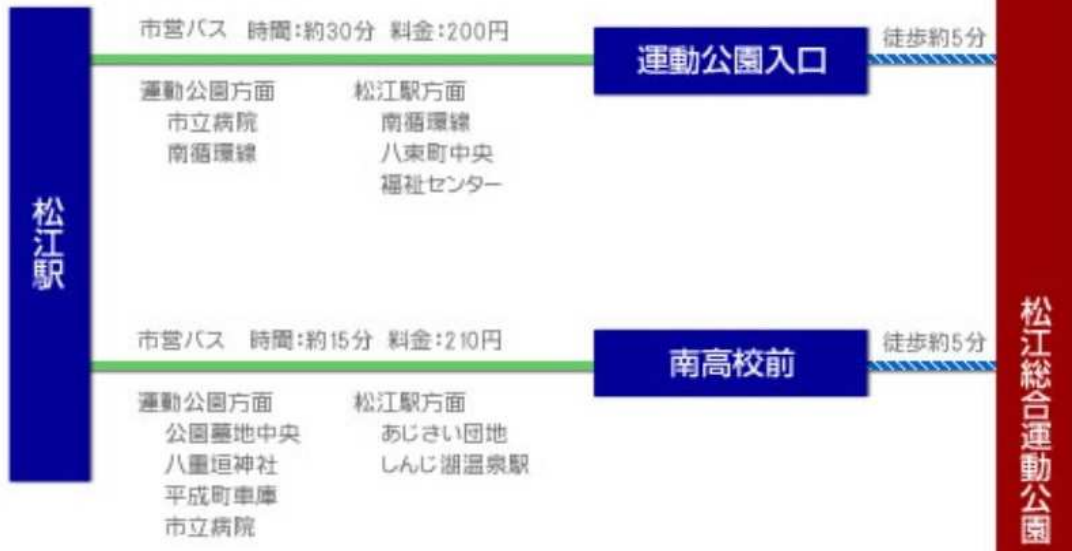 市営バス 時間:約30分 料金:200円
運動公園入口
徒歩約5分
運動公園方面
市立病院
南循環線
松江駅方面
南循環線
八束町中央
福祉センター
松江駅
市営バス 時間:約15分 料金:210円
南高校前
徒歩約5分
運動公園方面
公園墓地中央
八重垣神社
平成町車庫
市立病院
松江駅方面
あじさい団地
しんじ湖温泉駅
松江総合運動公園